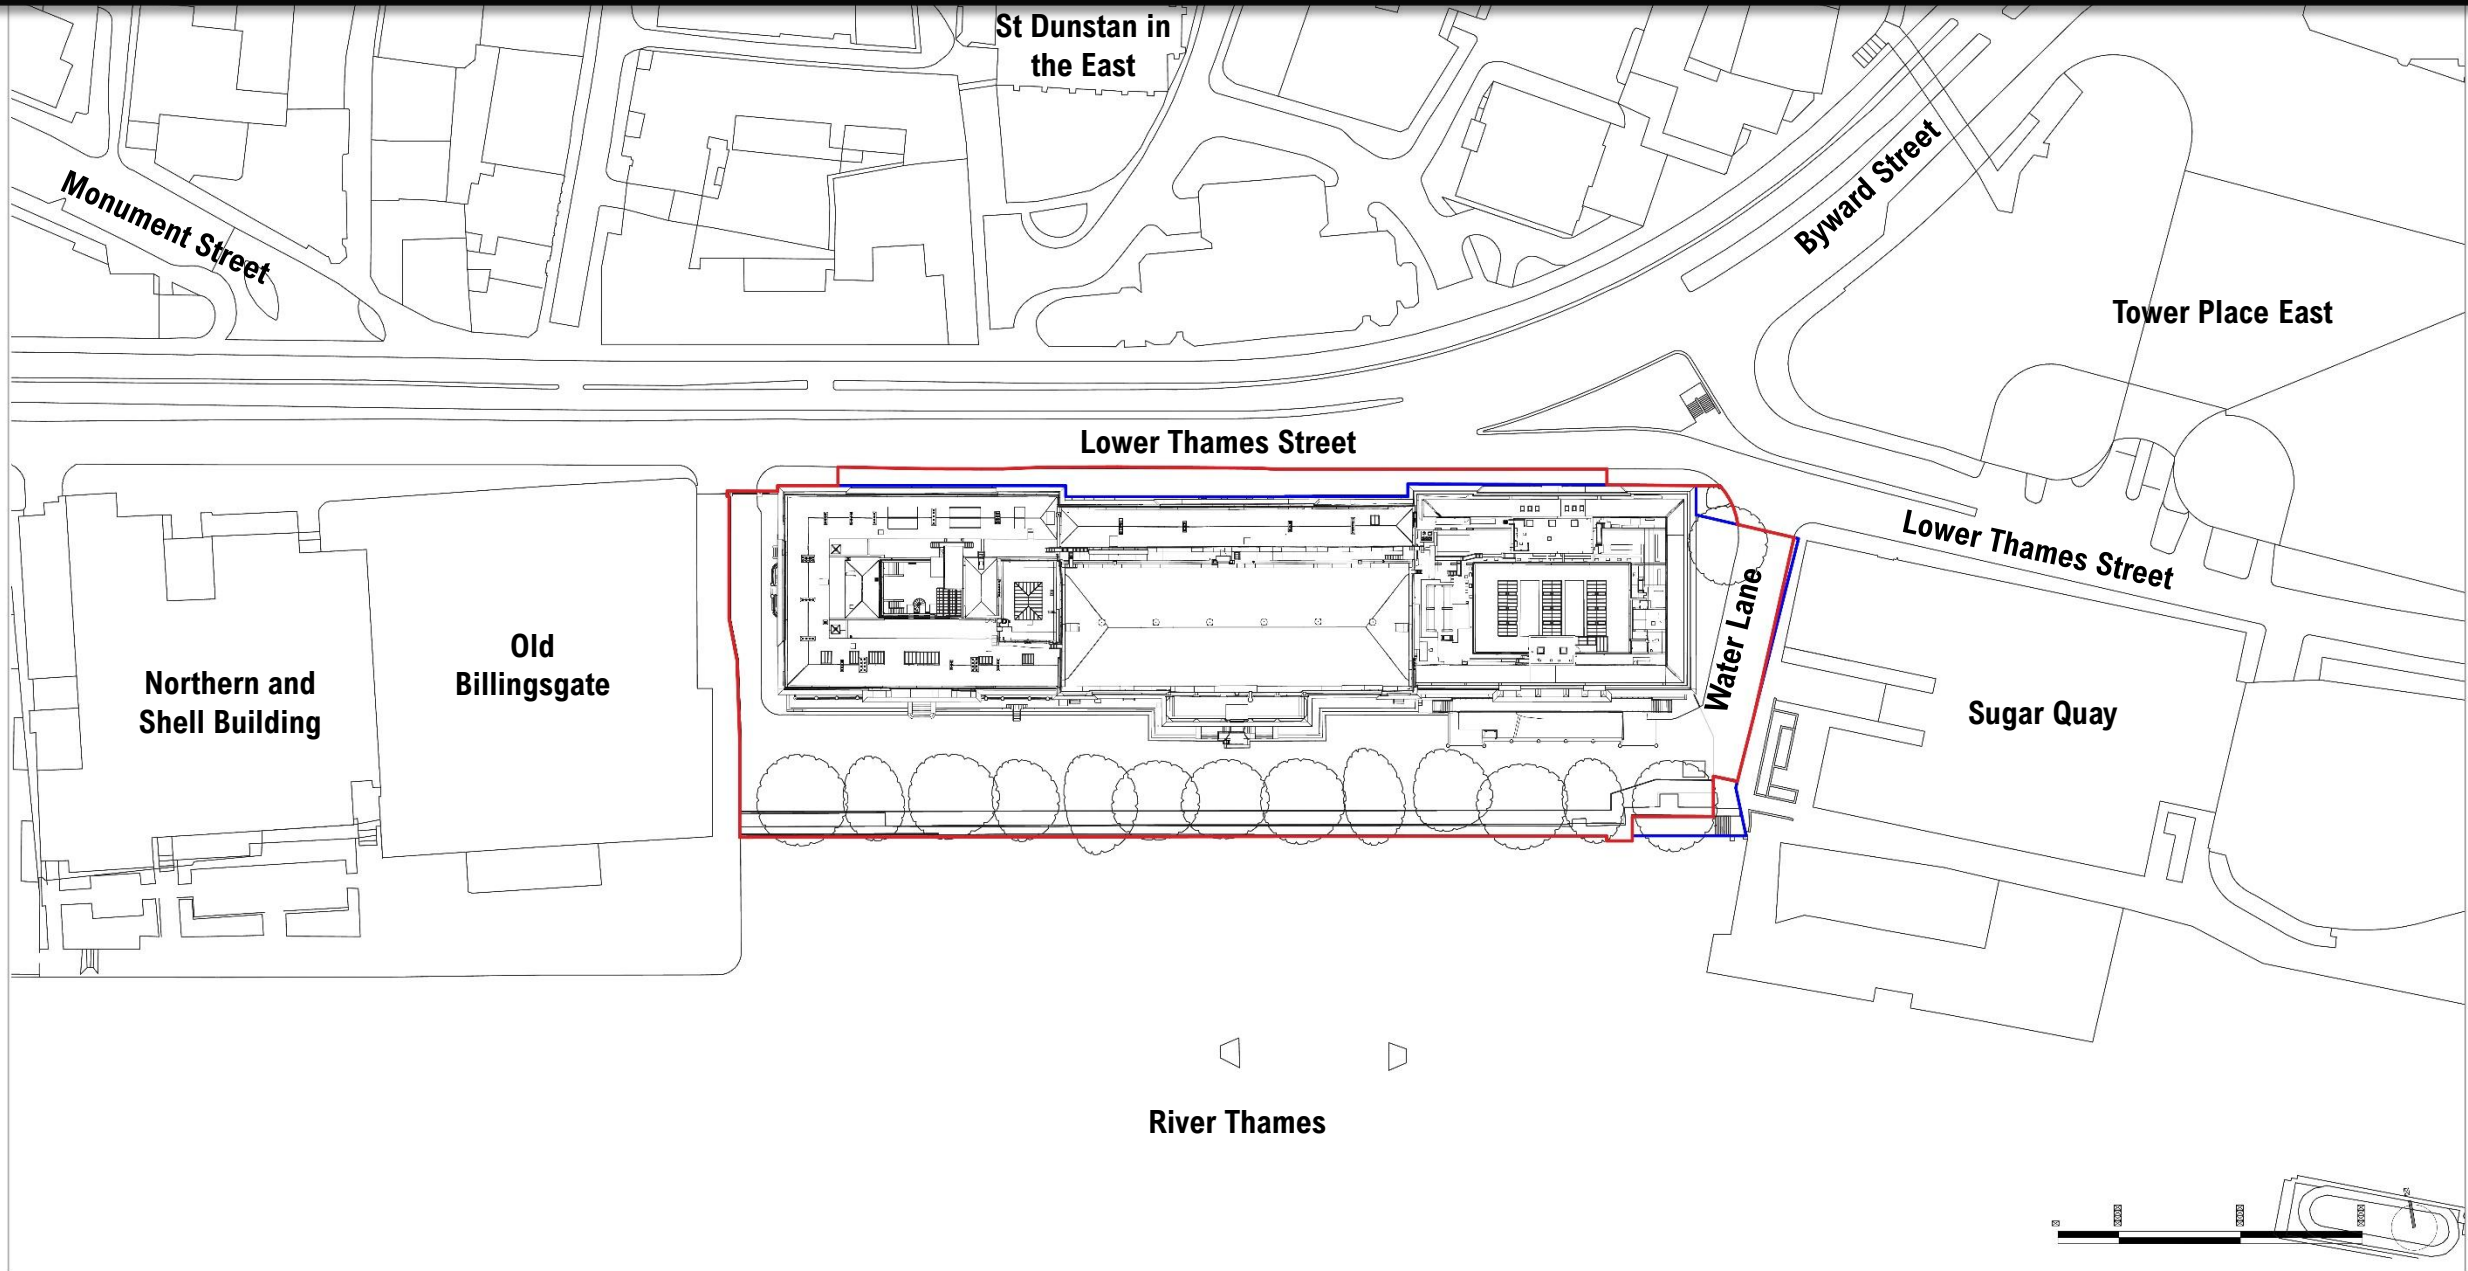 St Dunstan in
the East
Monument Street
Byward Street
Tower Place East
Lower Thames Street
Lower Thames Street
Water Lane
Old
Billingsgate
Northern and
Shell Building
Sugar Quay
River Thames